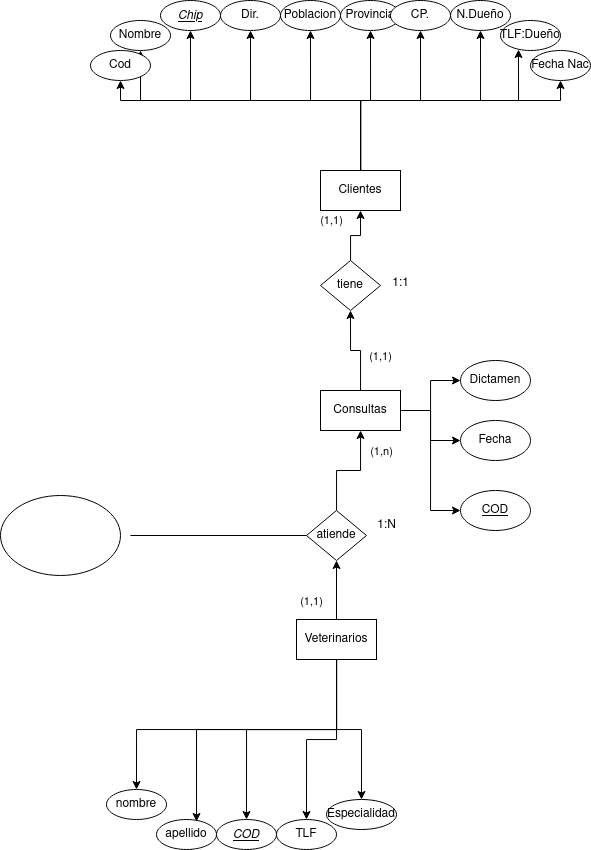 Chip
Dir.
Poblacion
Provincia
CP.
N.Dueño
Nombre
TLF:Dueño
Cod
Fecha Nac
Clientes
(1,1)
tiene
1:1
(1,1)
Dictamen
Consultas
Fecha
(1,n)
COD
1:N
atiende
(1,1)
Veterinarios
nombre
Especialidad
apellido
COD
TLF